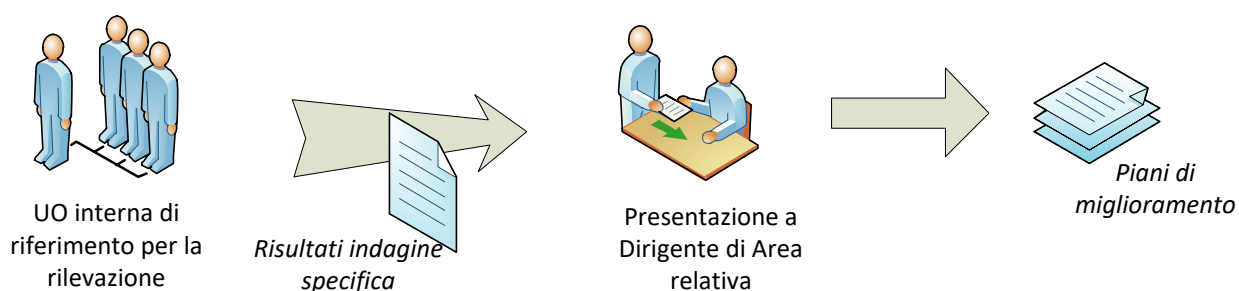 UO interna di
riferimento per la
rilevazione
Risultati indagine
specifica
Presentazione a
Dirigente di Area
relativa
Piani di
miglioramento